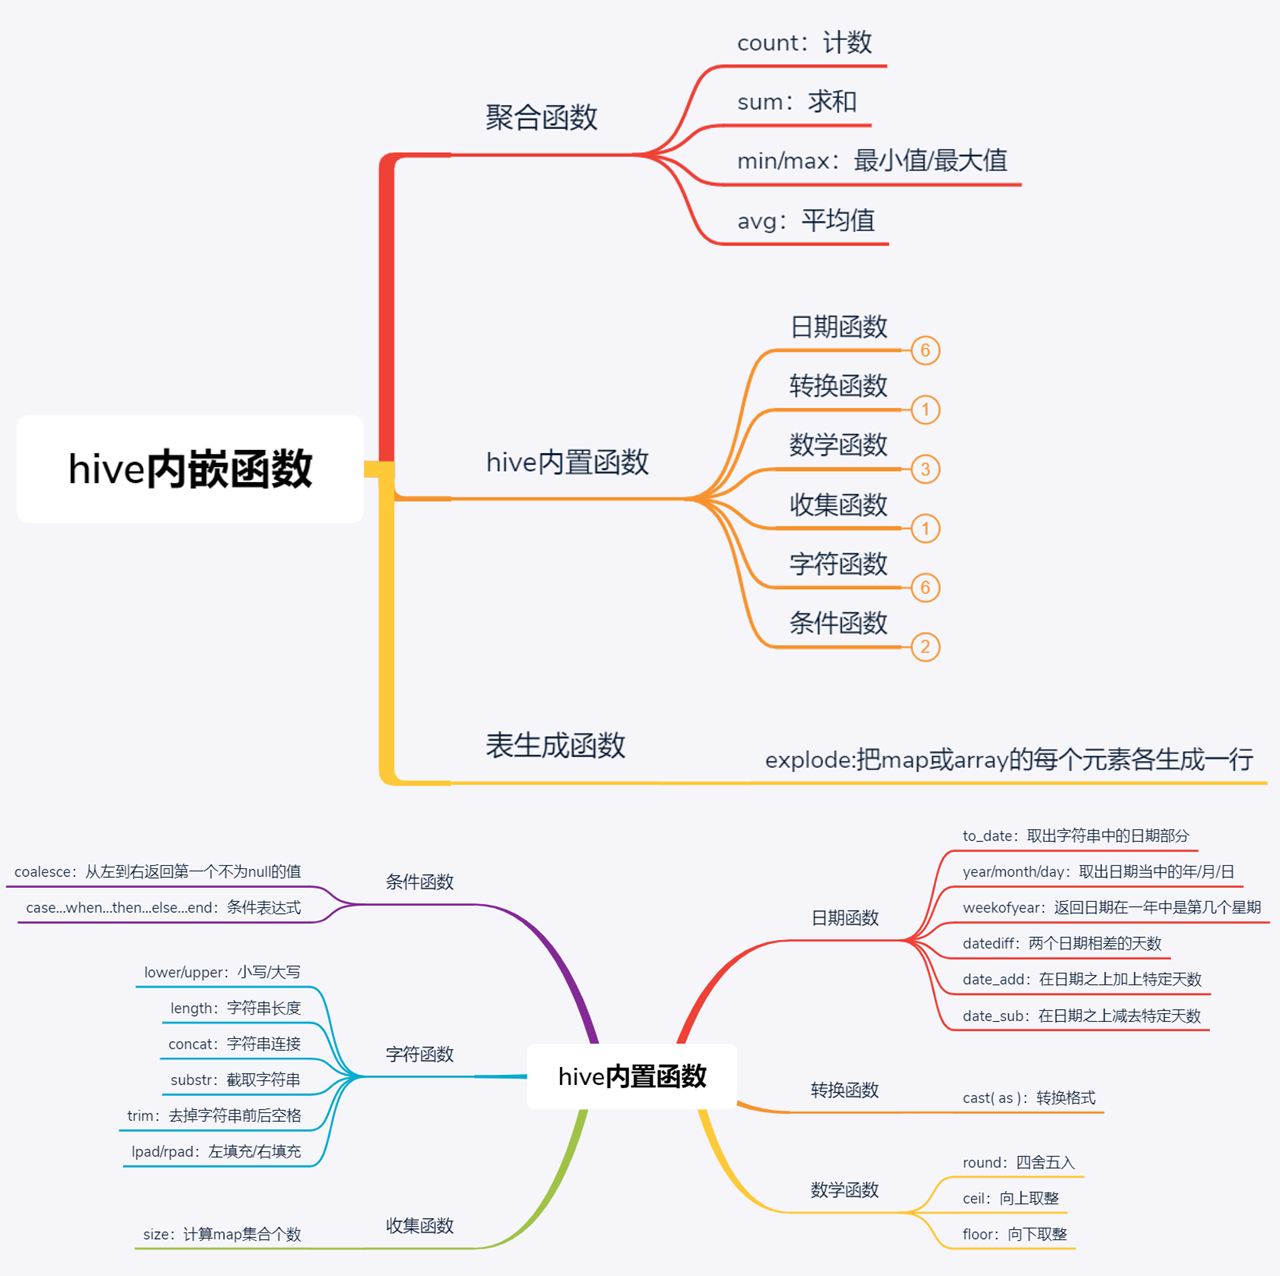 hive内嵌函数
聚合函数
count：计数
sum：求和
min/max：最小值/最大值
avg：平均值
hive内置函数
日期函数 6
转换函数 1
数学函数 3
收集函数 1
字符函数 6
条件函数 2
表生成函数
explode:把map或array的每个元素各生成一行
hive内置函数
条件函数
coalesce：从左到右返回第一个不为null的值
case...when...then...else...end：条件表达式
字符函数
lower/upper：小写/大写
length：字符串长度
concat：字符串连接
substr：截取字符串
trim：去掉字符串前后空格
lpad/rpad：左填充/右填充
收集函数
size：计算map集合个数
日期函数
to_date：取出字符串中的日期部分
year/month/day：取出日期当中的年/月/日
weekofyear：返回日期在一年中是第几个星期
datediff：两个日期相差的天数
date_add：在日期之上加上特定天数
date_sub：在日期之上减去特定天数
转换函数
cast( as )：转换格式
数学函数
round：四舍五入
ceil：向上取整
floor：向下取整